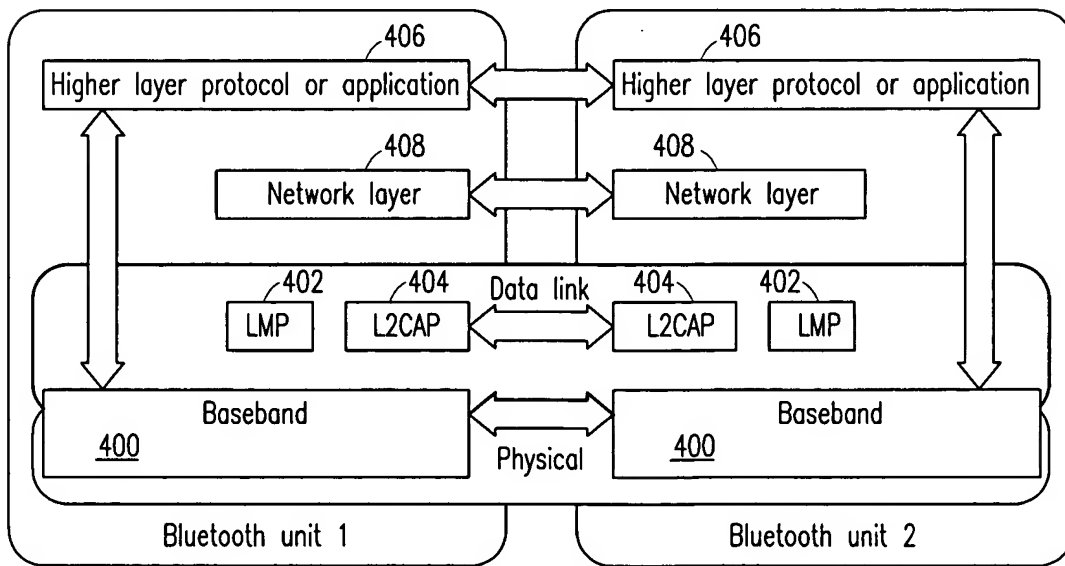 406
406
Higher layer protocol or application
Higher layer protocol or application
408
408
Network layer
Network layer
402
404
Data link
404
402
LMP
L2CAP
L2CAP
LMP
Baseband
Baseband
400
Physical
400
Bluetooth unit 1
Bluetooth unit 2